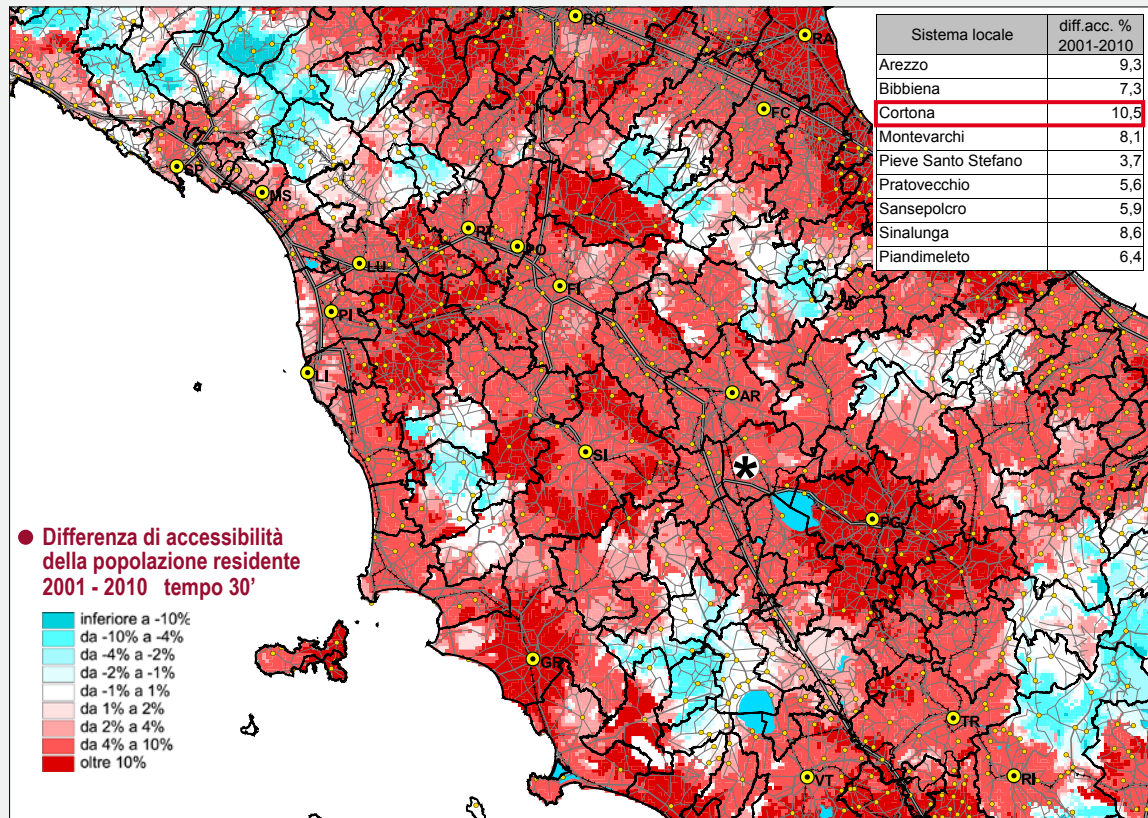 BO
RA
FC
SP
MS
PT
PO
LU
FI
PI
LI
AR
SI
*
PG
GR
TR
VT
RI
Sistema locale diff.acc. %
2001-2010
Arezzo 9,3
Bibbiena 7,3
Cortona 10,5
Montevarchi 8,1
Pieve Santo Stefano 3,7
Pratovecchio 5,6
Sansepolcro 5,9
Sinalunga 8,6
Piandimeleto 6,4
Differenza di accessibilità
della popolazione residente
2001 - 2010 tempo 30'
inferiore a -10%
da -10% a -4%
da -4% a -2%
da -2% a -1%
da -1% a 1%
da 1% a 2%
da 2% a 4%
da 4% a 10%
oltre 10%